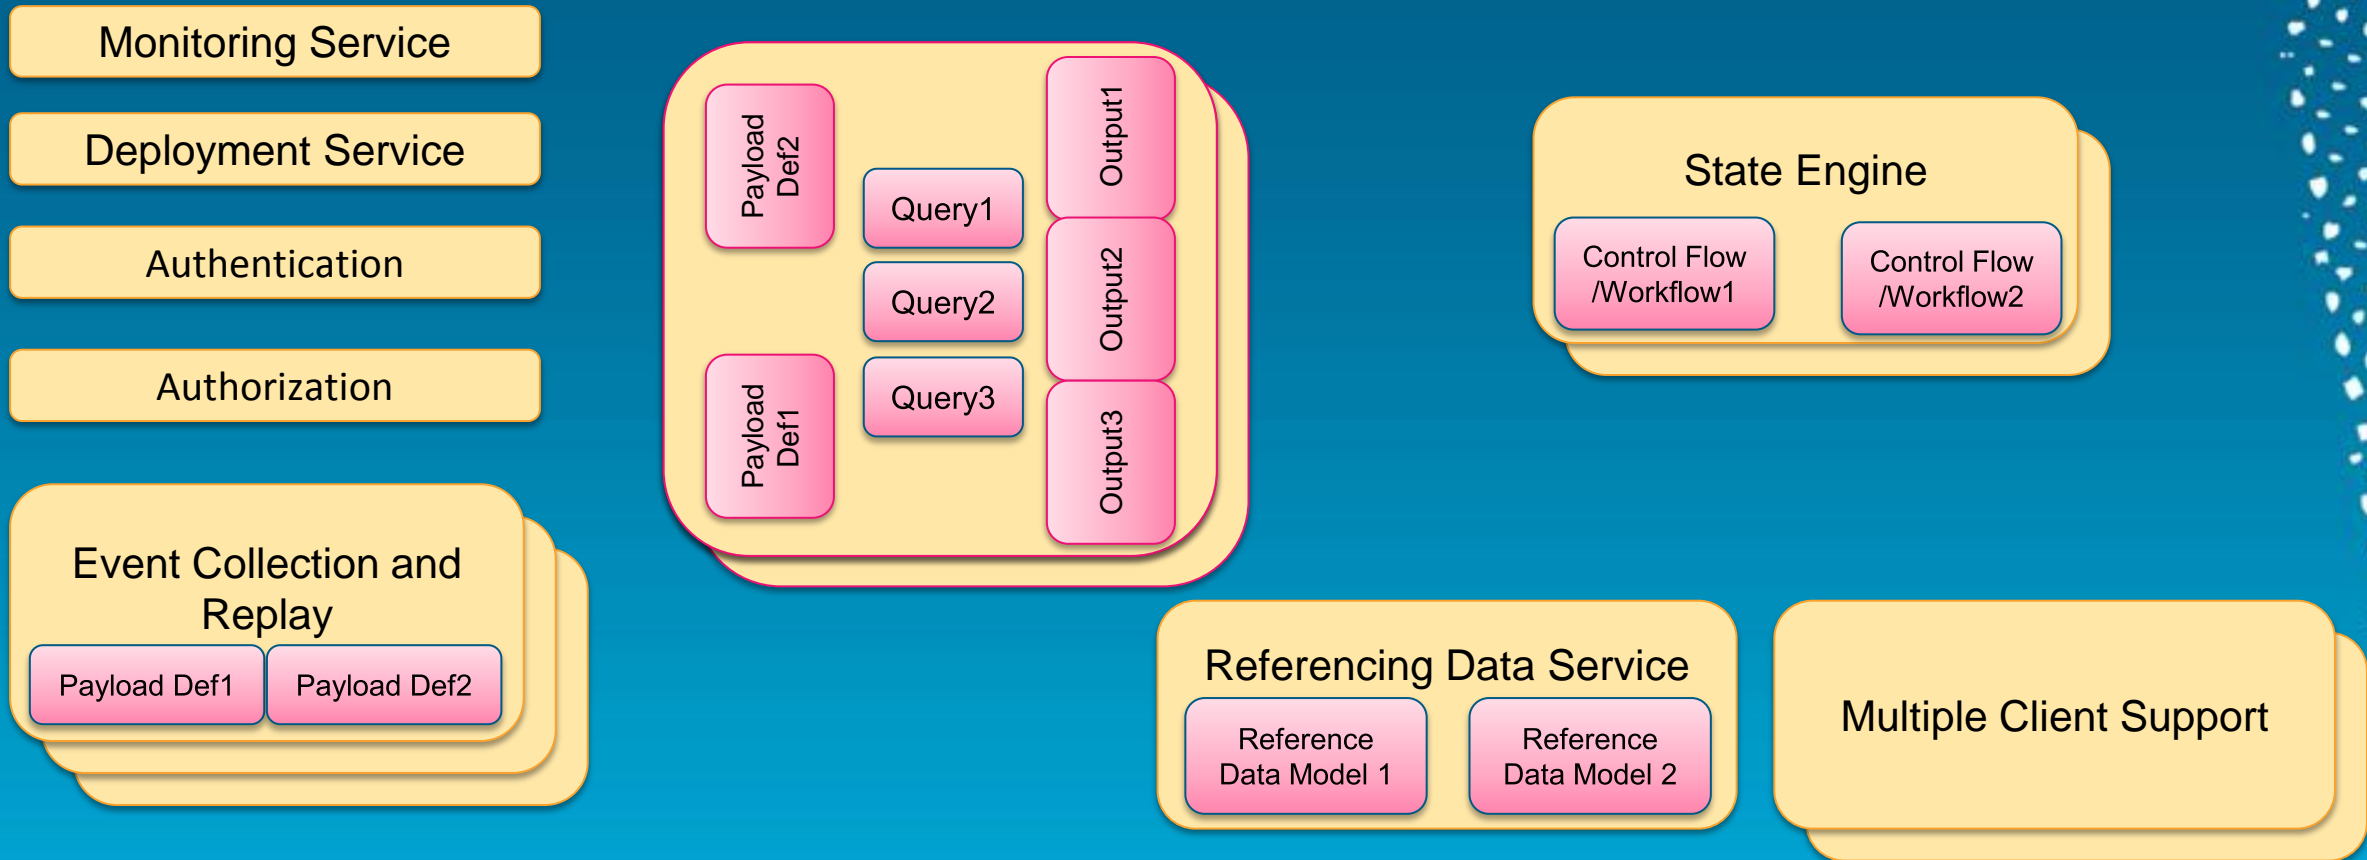 Monitoring Service
Deployment Service
Authentication
Authorization
Event Collection and
Replay
Payload Def1
Payload Def2
Payload
Def2
Payload
Def1
Query1
Query2
Query3
Output1
Output2
Output3
State Engine
Control Flow
/Workflow1
Control Flow
/Workflow2
Referencing Data Service
Reference
Data Model 1
Reference
Data Model 2
Multiple Client Support